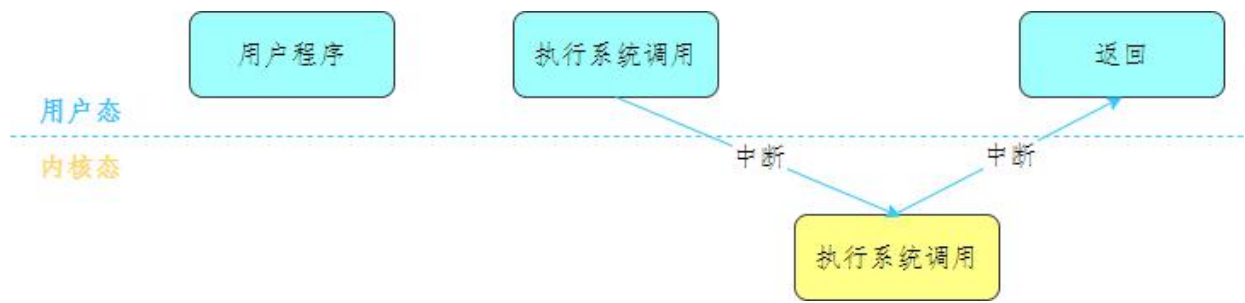 用户程序
执行系统调用
返回
用户态
内核态
中断
中断
执行系统调用